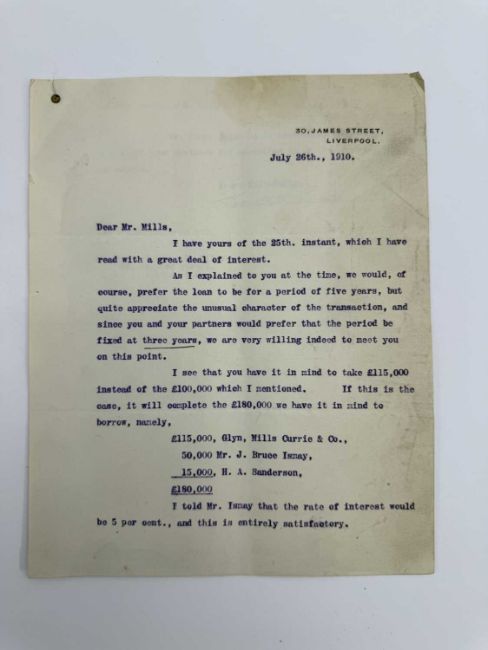 30, JAMES STREET,
LIVERPOOL.
July 26th., 1910.
Dear Mr. Mills,
I have yours of the 25th. instant, which I have
read with a great deal of interest.
As I explained to you at the time, we would, of
course, prefer the loan to be for a period of five years, but
quite appreciate the unusual character of the transaction, and
since you and your partners would prefer that the period be
fixed at three years, we are very willing indeed to meet you
on this point.
I see that you have it in mind to take £115,000
instead of the £100,000 which I mentioned. If this is the
case, it will complete the £180,000 we have it in mind to
borrow, namely,
£115,000, Glyn, Mills Currie & Co.,
50,000 Mr. J. Bruce Ismay,
15,000, H. A. Sanderson,
£180,000
I told Mr. Ismay that the rate of interest would
be 5 per cent., and this is entirely satisfactory.